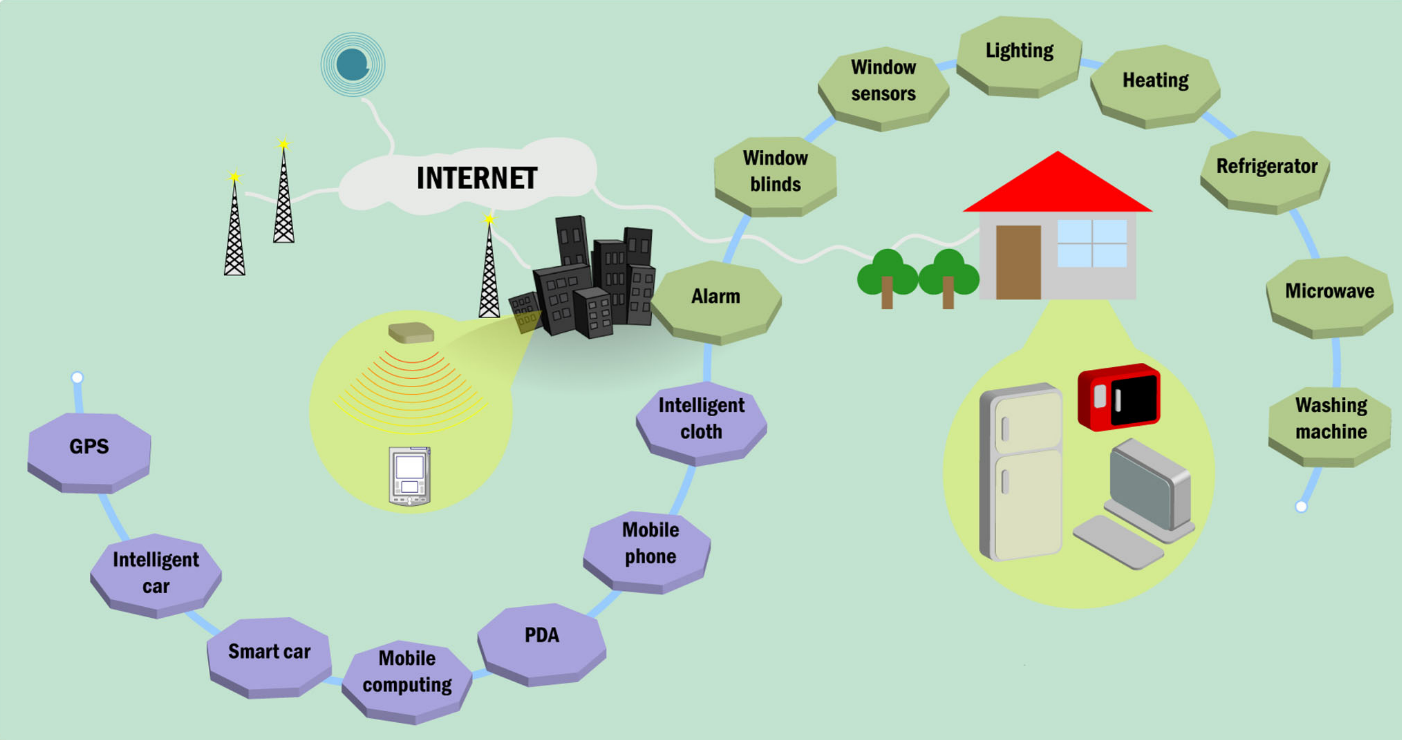 INTERNET
GPS
Intelligent
car
Smart car
Mobile
computing
PDA
Mobile
phone
Intelligent
cloth
Alarm
Window
blinds
Window
sensors
Lighting
Heating
Refrigerator
Microwave
Washing
machine